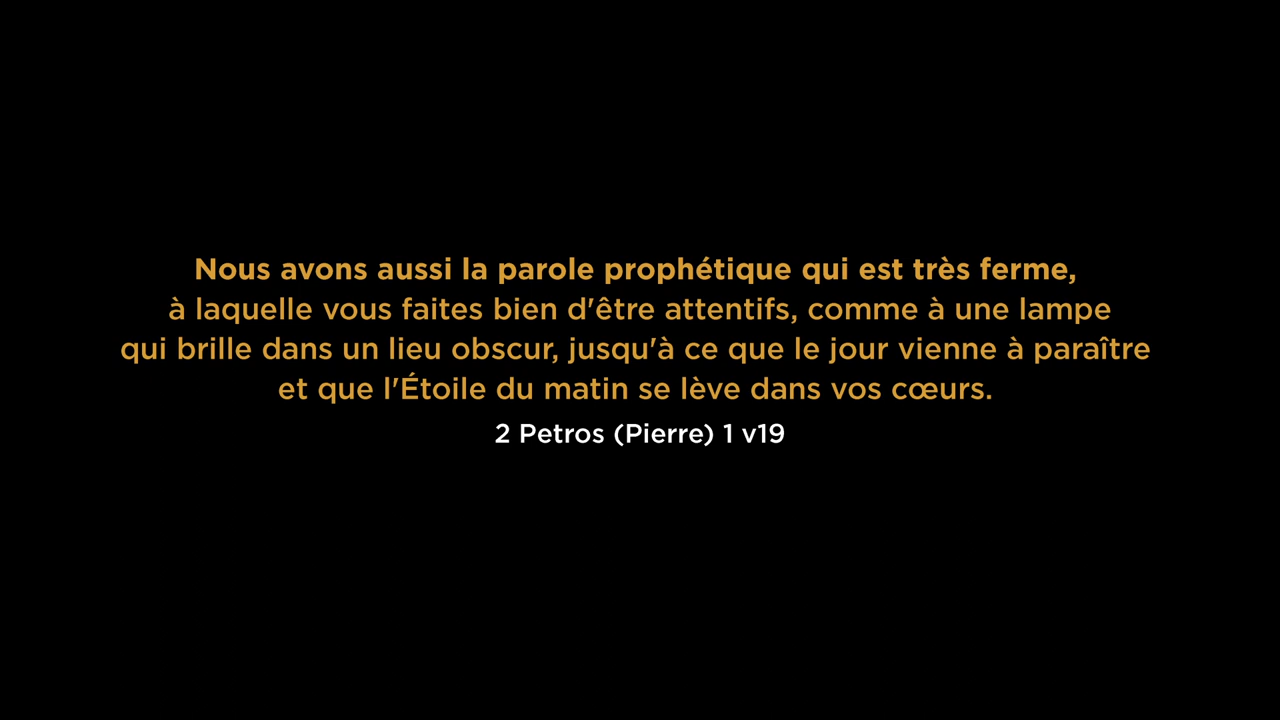 Nous avons aussi la parole prophétique qui est très ferme,
à laquelle vous faites bien d'être attentifs, comme à une lampe
qui brille dans un lieu obscur, jusqu'à ce que le jour vienne à paraître
et que l'Étoile du matin se lève dans vos cœurs.
2 Petros (Pierre) 1 v19